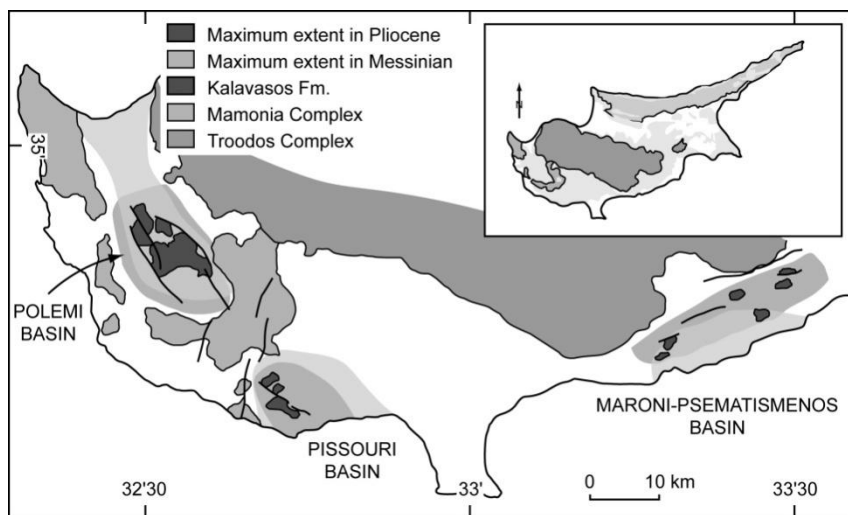 Maximum extent in Pliocene
Maximum extent in Messinian
Kalavasos Fm.
Mamonia Complex
Troodos Complex
N
35'
POLEMI
BASIN
PISSOURI
BASIN
MARONI-PSEMATISMENOS
BASIN
32'30
33'
0 10 km
33'30